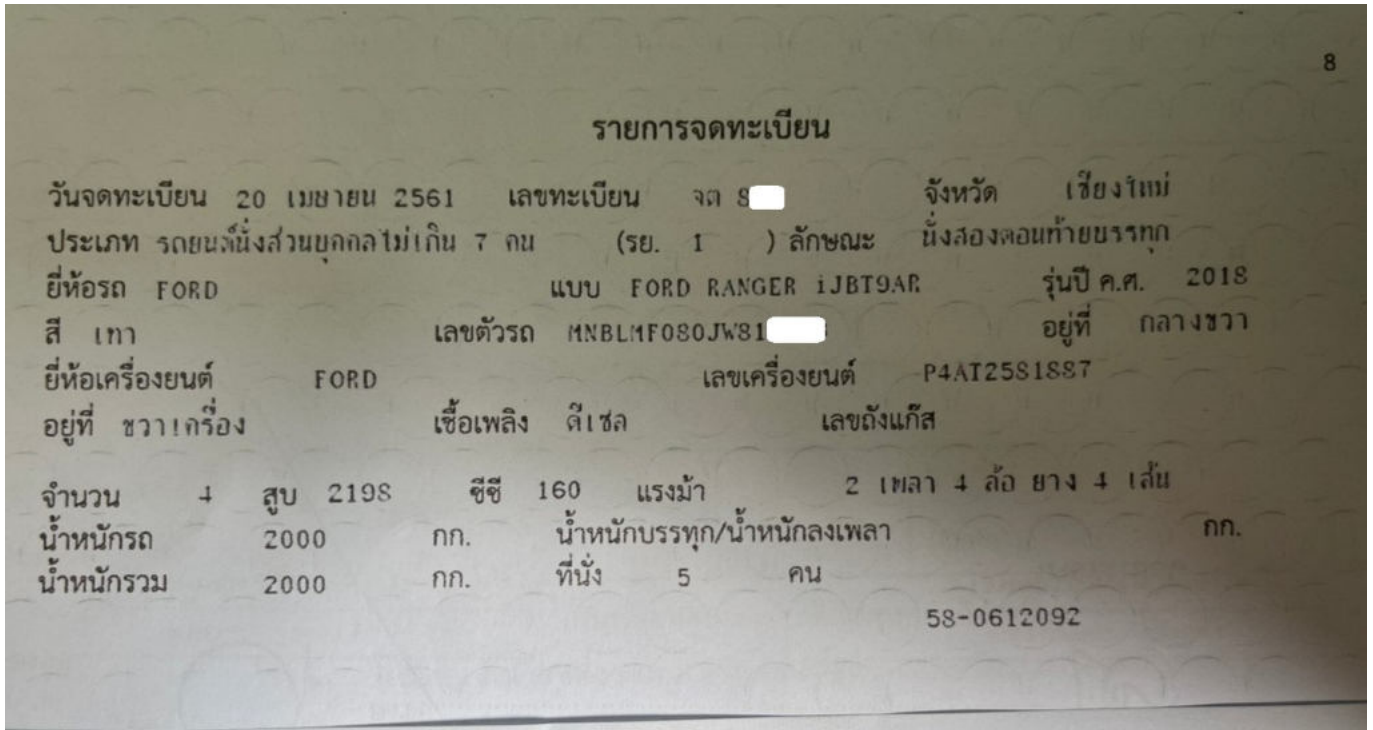 8
รายการจดทะเบียน
วันจดทะเบียน 20 เมษายน 2561 เลขทะเบียน จต 8 จังหวัด เชียงใหม่
ประเภท รถยนต์นั่งส่วนบุคคลไม่เกิน 7 คน (รย. 1 ) ลักษณะ นั่งสองตอนท้ายบรรทุก
ยี่ห้อรถ FORD แบบ FORD RANGER iJBT9AR รุ่นปี ค.ศ. 2018
สี เทา เลขตัวรถ MNBLMF080JW81 อยู่ที่ กลางขวา
ยี่ห้อเครื่องยนต์ FORD เลขเครื่องยนต์ P4AT2581887
อยู่ที่ ขวาเครื่อง เชื้อเพลิง ดีเซล เลขถังแก๊ส
จำนวน 4 สูบ 2198 ซีซี 160 แรงม้า 2 เพลา 4 ล้อ ยาง 4 เส้น
น้ำหนักรถ 2000 กก. น้ำหนักบรรทุก/น้ำหนักลงเพลา กก.
น้ำหนักรวม 2000 กก. ที่นั่ง 5 คน
58-0612092